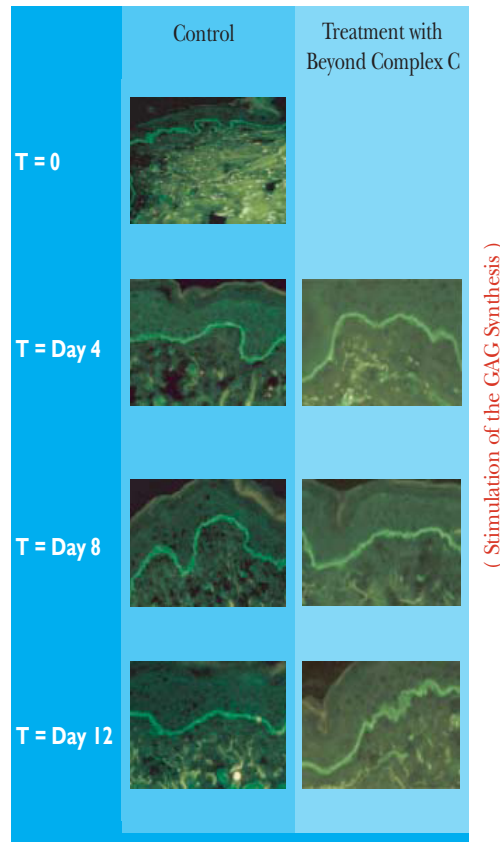 Control
Treatment with
Beyond Complex C
T = 0
T = Day 4
T = Day 8
T = Day 12
( Stimulation of the GAG Synthesis )